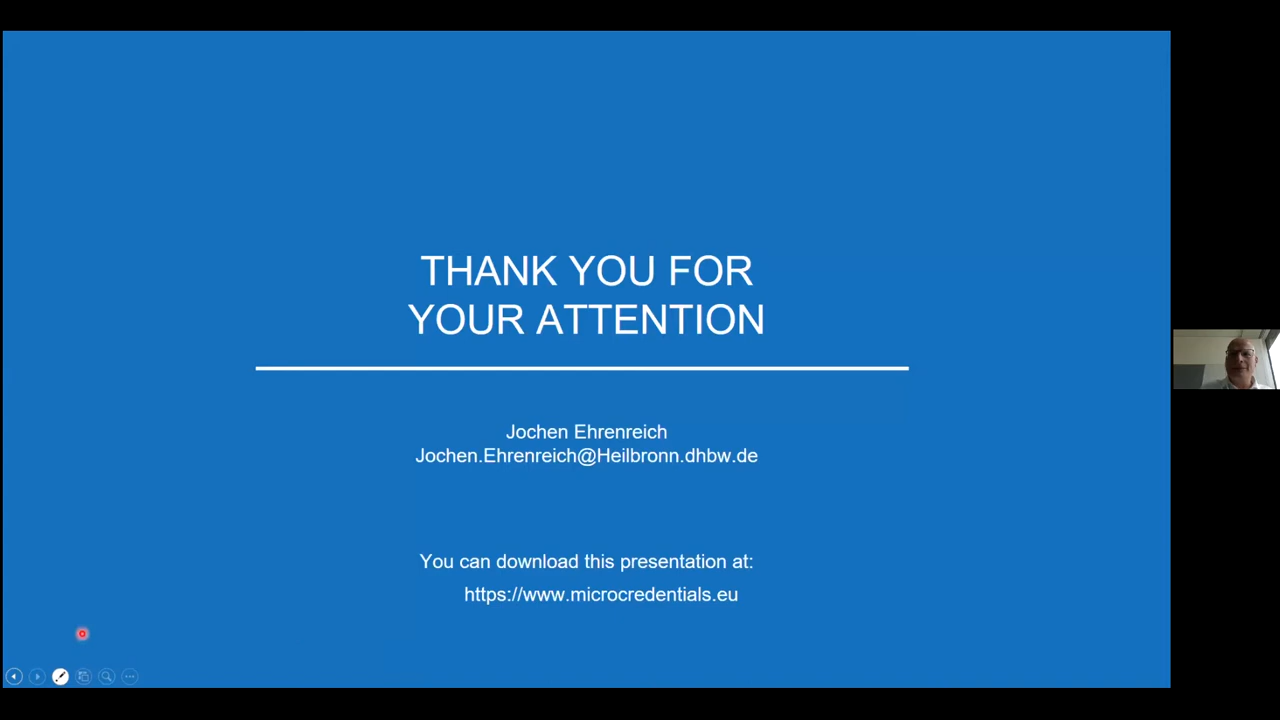 THANK YOU FOR
YOUR ATTENTION
Jochen Ehrenreich
Jochen.Ehrenreich@Heilbronn.dhbw.de
You can download this presentation at:
https://www.microcredentials.eu